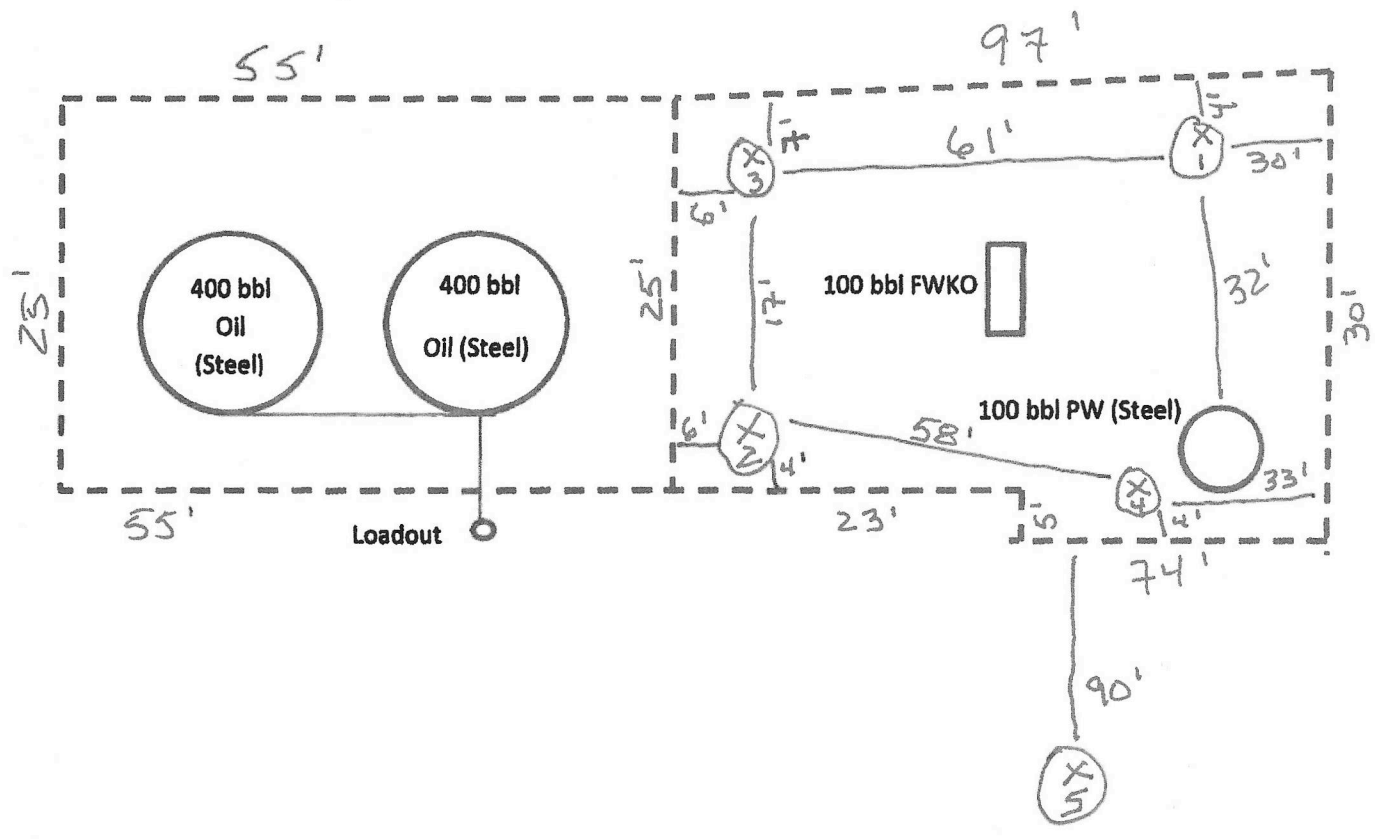 55'
97'
4'
7'
X
3
61'
X
1
30'
6'
25'
400 bbl
Oil
(Steel)
400 bbl
Oil (Steel)
25'
17'
100 bbl FWKO
32'
30'
100 bbl PW (Steel)
6'
X
2
4'
58'
X
4
33'
4'
55'
Loadout
23'
5'
74'
90'
X
5